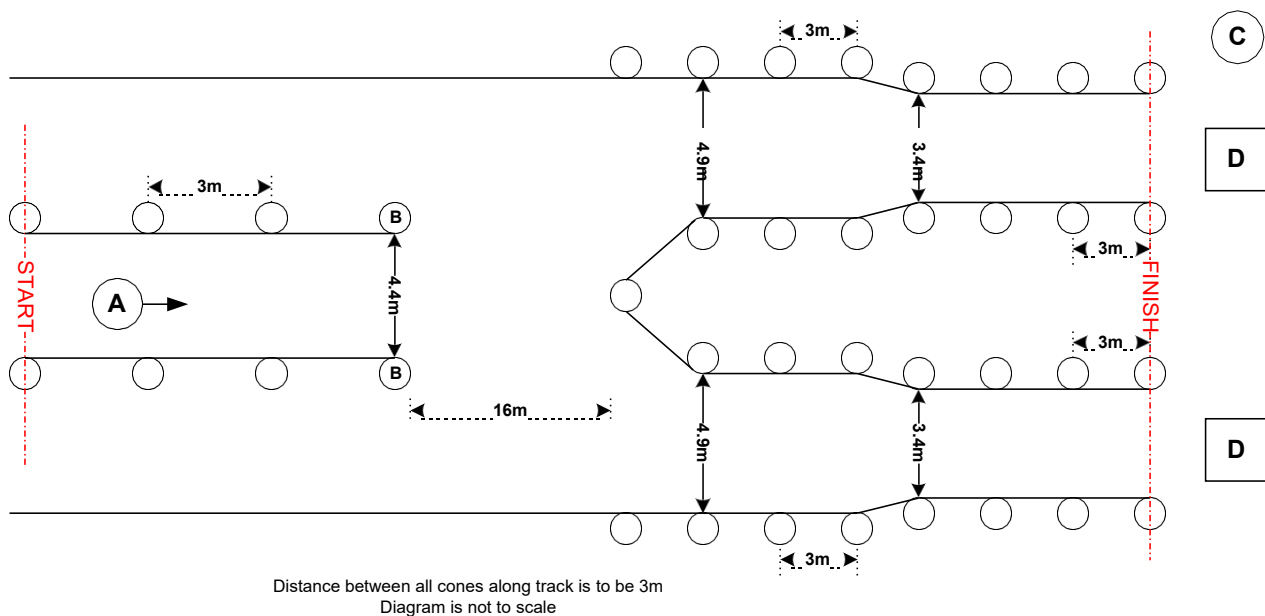 3m
C
D
4.9m
3.4m
3m
B
START
A
4.4m
3m
FINISH
3m
B
16m
4.9m
3.4m
D
3m
Distance between all cones along track is to be 3m
Diagram is not to scale